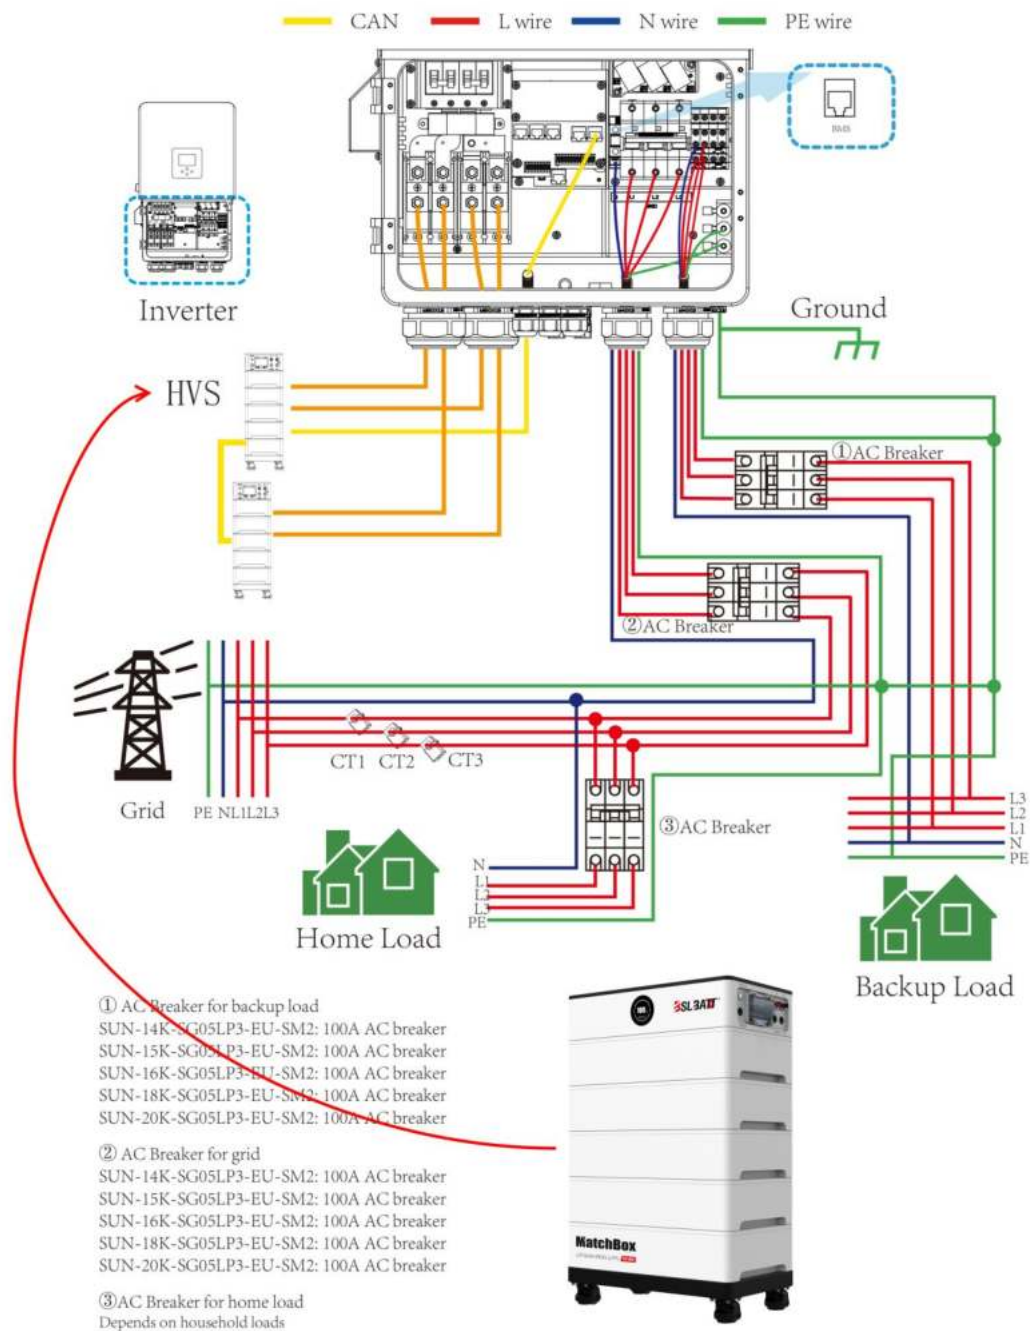 CAN L wire N wire PE wire
BMS
Inverter
Ground
HVS
①AC Breaker
②AC Breaker
CT1 CT2 CT3
Grid
PE N L1 L2 L3
③AC Breaker
L3
L2
L1
N
PE
N
L1
L2
L3
PE
Home Load
Backup Load
① AC Breaker for backup load
SUN-14K-SG05LP3-EU-SM2: 100A AC breaker
SUN-15K-SG05LP3-EU-SM2: 100A AC breaker
SUN-16K-SG05LP3-EU-SM2: 100A AC breaker
SUN-18K-SG05LP3-EU-SM2: 100A AC breaker
SUN-20K-SG05LP3-EU-SM2: 100A AC breaker
② AC Breaker for grid
SUN-14K-SG05LP3-EU-SM2: 100A AC breaker
SUN-15K-SG05LP3-EU-SM2: 100A AC breaker
SUN-16K-SG05LP3-EU-SM2: 100A AC breaker
SUN-18K-SG05LP3-EU-SM2: 100A AC breaker
SUN-20K-SG05LP3-EU-SM2: 100A AC breaker
③AC Breaker for home load
Depends on household loads
BSLBATT
MatchBox